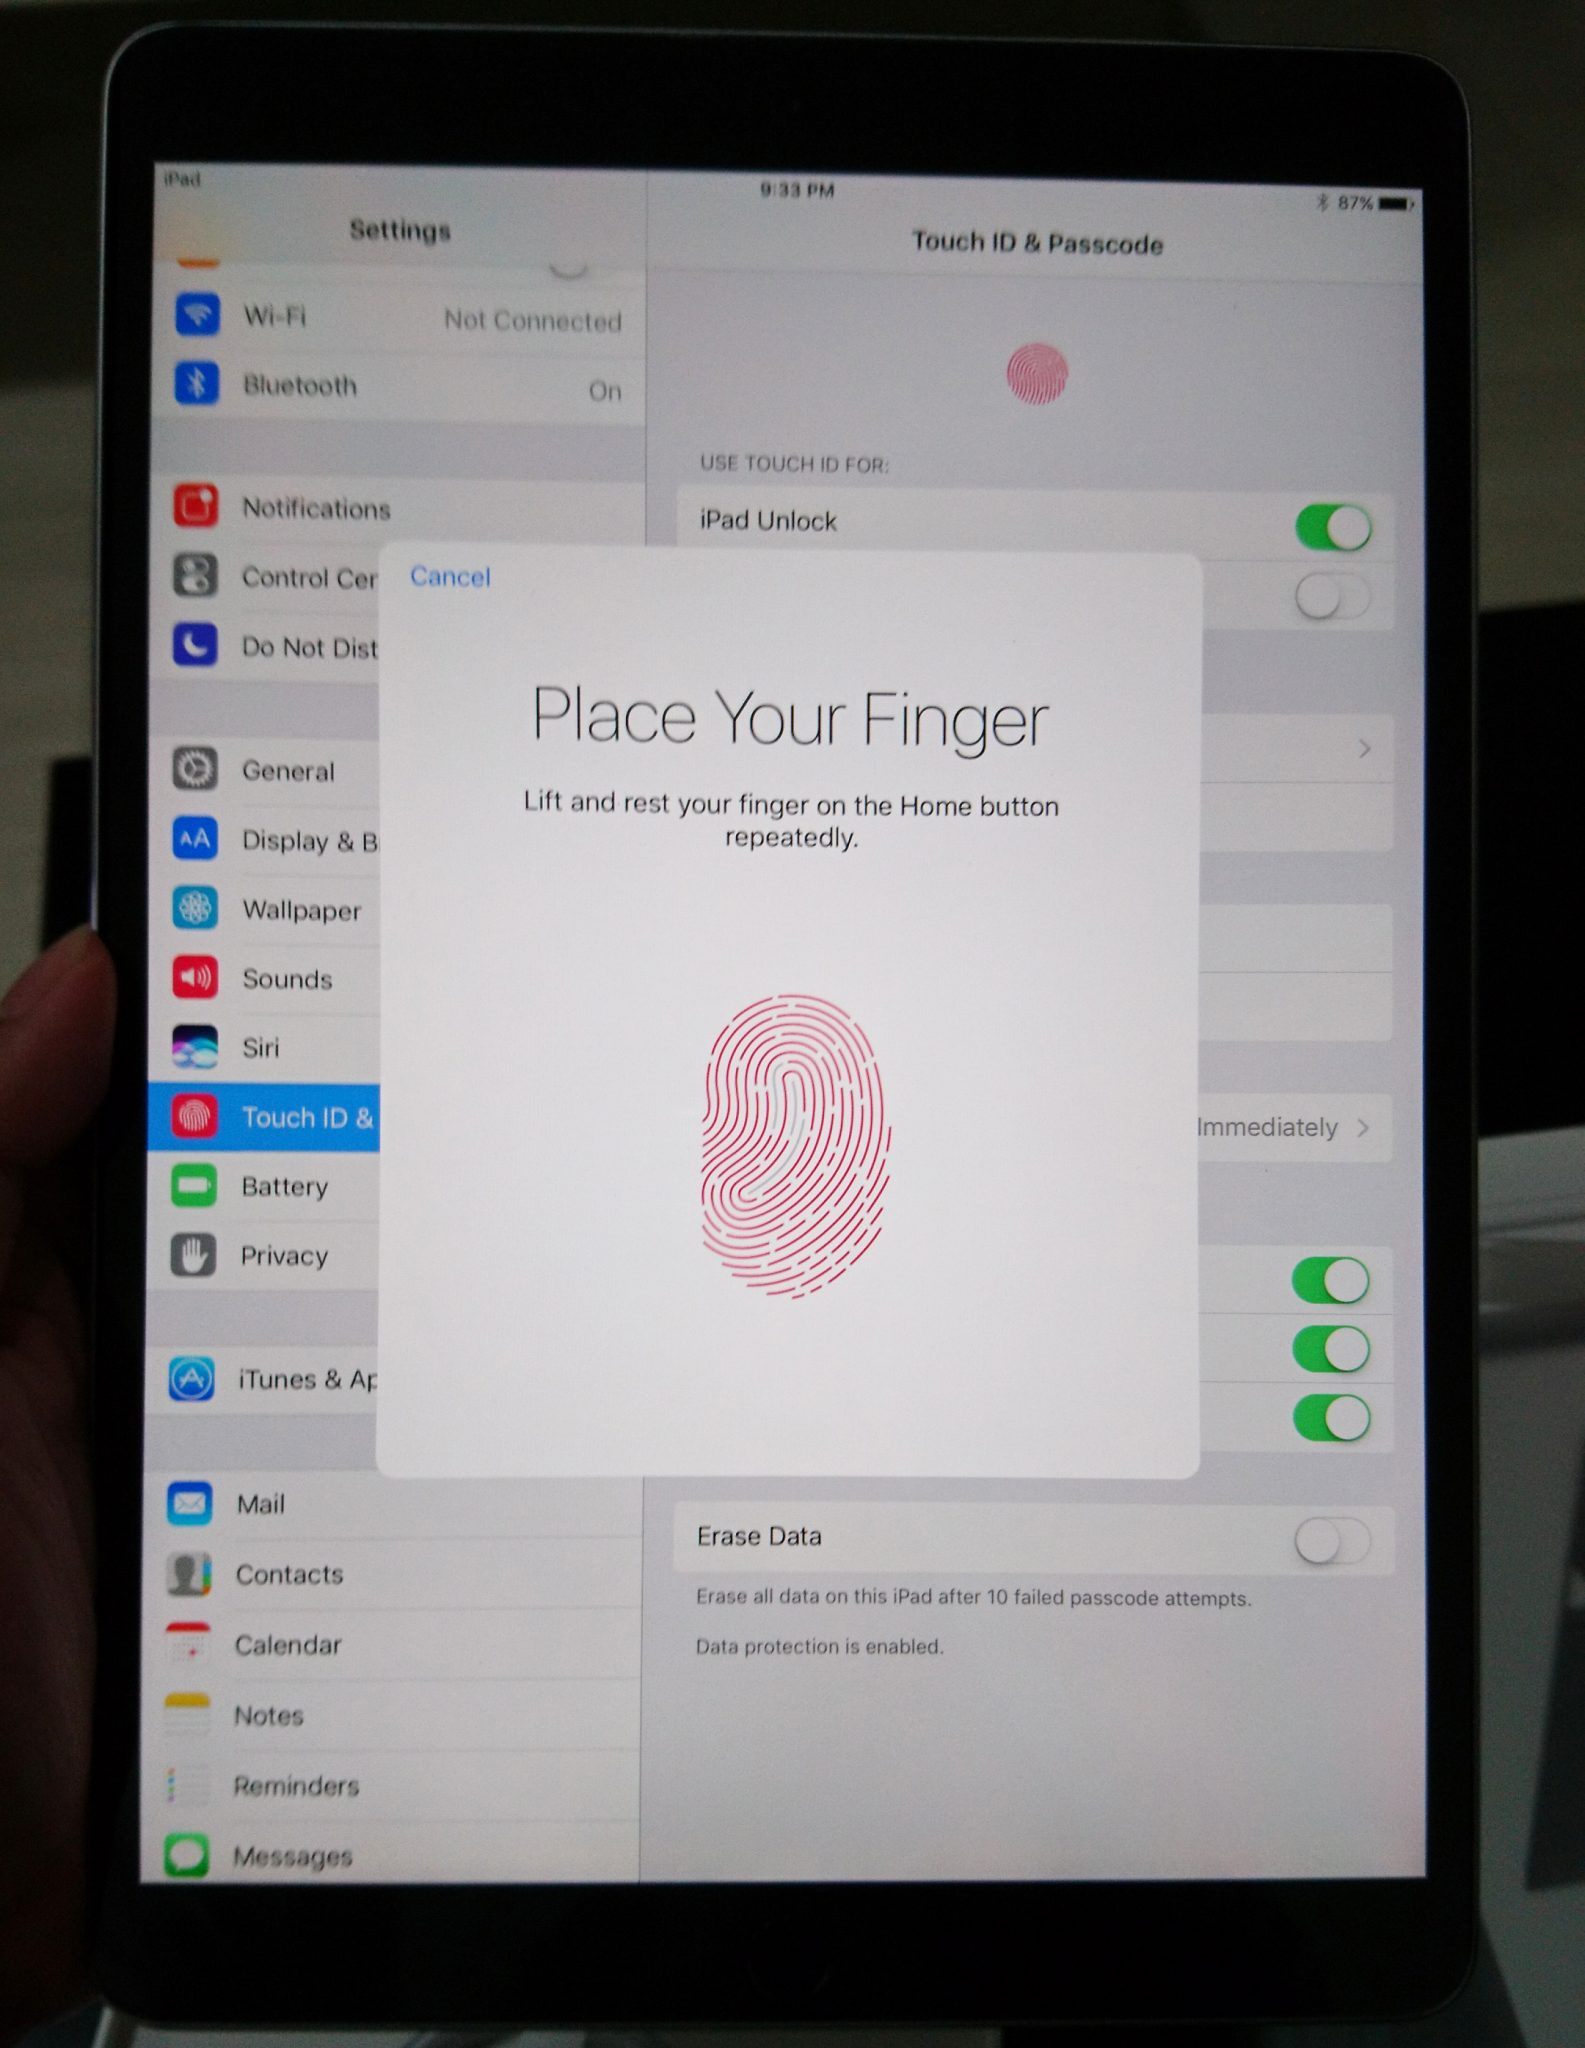 iPad
9:33 PM
87%
Settings
Touch ID & Passcode
Wi-Fi
Not Connected
Bluetooth
On
Notifications
Control Cer
Do Not Dist
General
Display & B
Wallpaper
Sounds
Siri
Touch ID &
Battery
Privacy
iTunes & Ap
Mail
Contacts
Calendar
Notes
Reminders
Messages
USE TOUCH ID FOR:
iPad Unlock
Cancel
Place Your Finger
Lift and rest your finger on the Home button
repeatedly.
Immediately
Erase Data
Erase all data on this iPad after 10 failed passcode attempts.
Data protection is enabled.